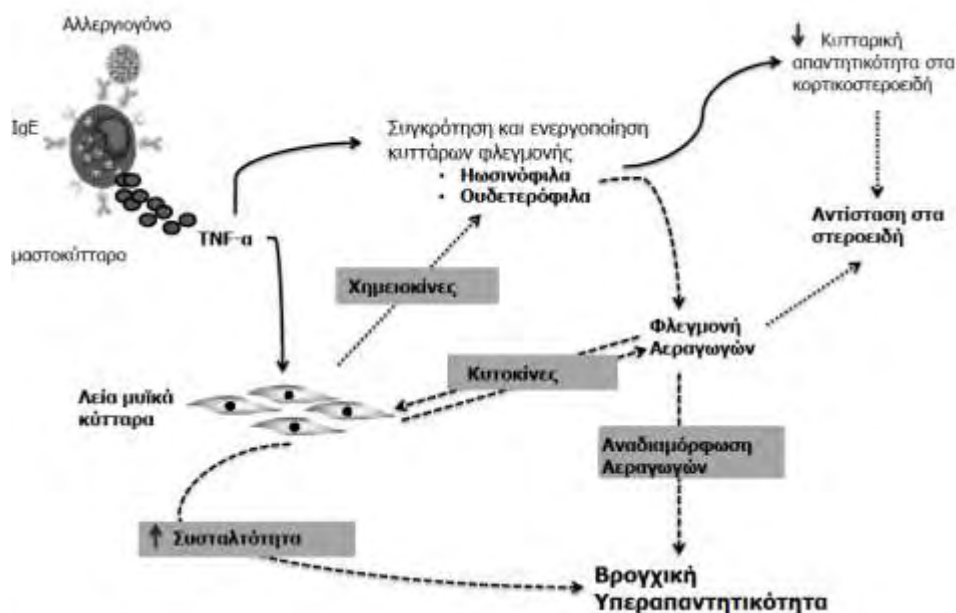 Αλλεργιογόνο
IgE
μαστοκύτταρο
TNF-α
Συγκρότηση και ενεργοποίηση
κυττάρων φλεγμονής
• Ηωσινόφιλα
• Ουδετερόφιλα
↓ Κυτταρική
απαντητικότητα στα
κορτικοστεροειδή
Αντίσταση στα
στεροειδή
Χημειοκίνες
Φλεγμονή
Αεραγωγών
Κυτοκίνες
Λεία μυϊκά
κύτταρα
Αναδιαμόρφωση
Αεραγωγών
↑ Συσταλτότητα
Βρογχική
Υπεραπαντητικότητα